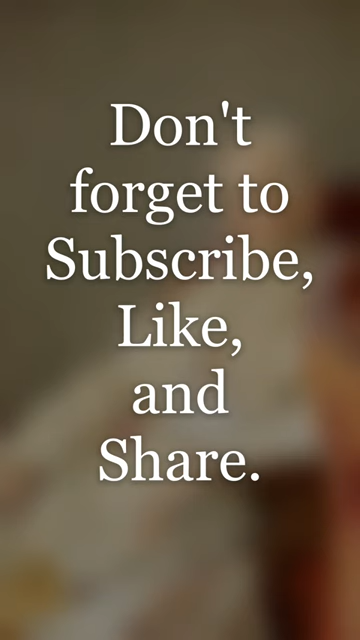 Don't
forget to
Subscribe,
Like,
and
Share.